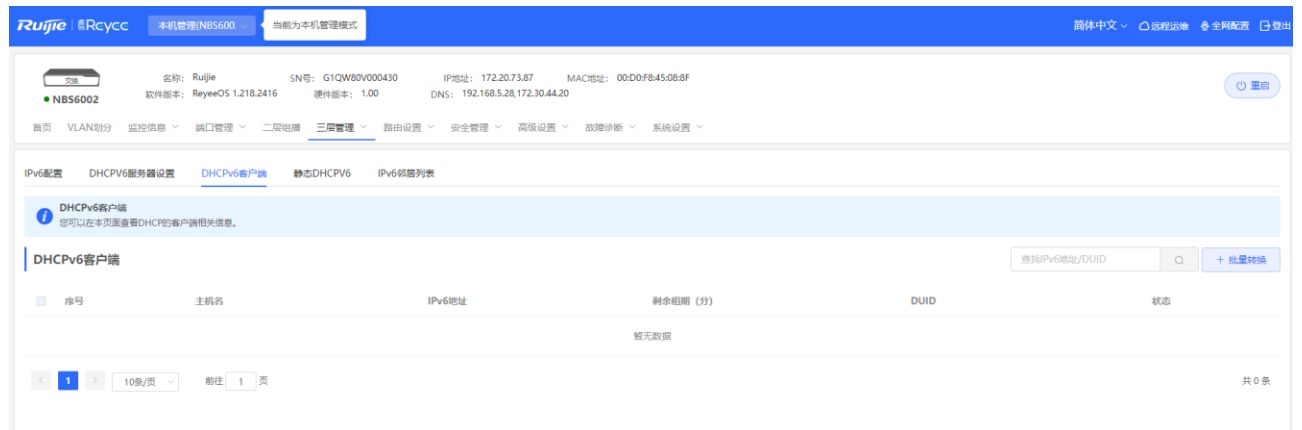 Ruijie | 睿易Rcycc 本机管理(NBS600. 当前为本机管理模式 简体中文 远程运维 全网配置 登出
交换
NBS6002
名称: Ruijie SN号: G1QW80V000430 IP地址: 172.20.73.87 MAC地址: 00:D0:F8:45:08:8F
软件版本: ReyeeOS 1.218.2416 硬件版本: 1.00 DNS: 192.168.5.28,172.30.44.20
重启
首页 VLAN划分 监控信息 端口管理 二层组播 三层管理 路由设置 安全管理 高级设置 故障诊断 系统设置
IPv6配置 DHCPV6服务器设置 DHCPv6客户端 静态DHCPV6 IPv6邻居列表
DHCPv6客户端
您可以在本页面查看DHCP的客户端相关信息。
DHCPv6客户端 查找IPv6地址/DUID + 批量转换
序号 主机名 IPv6地址 剩余租期（分） DUID 状态
暂无数据
< 1 > 10条/页 前往 1 页 共 0 条